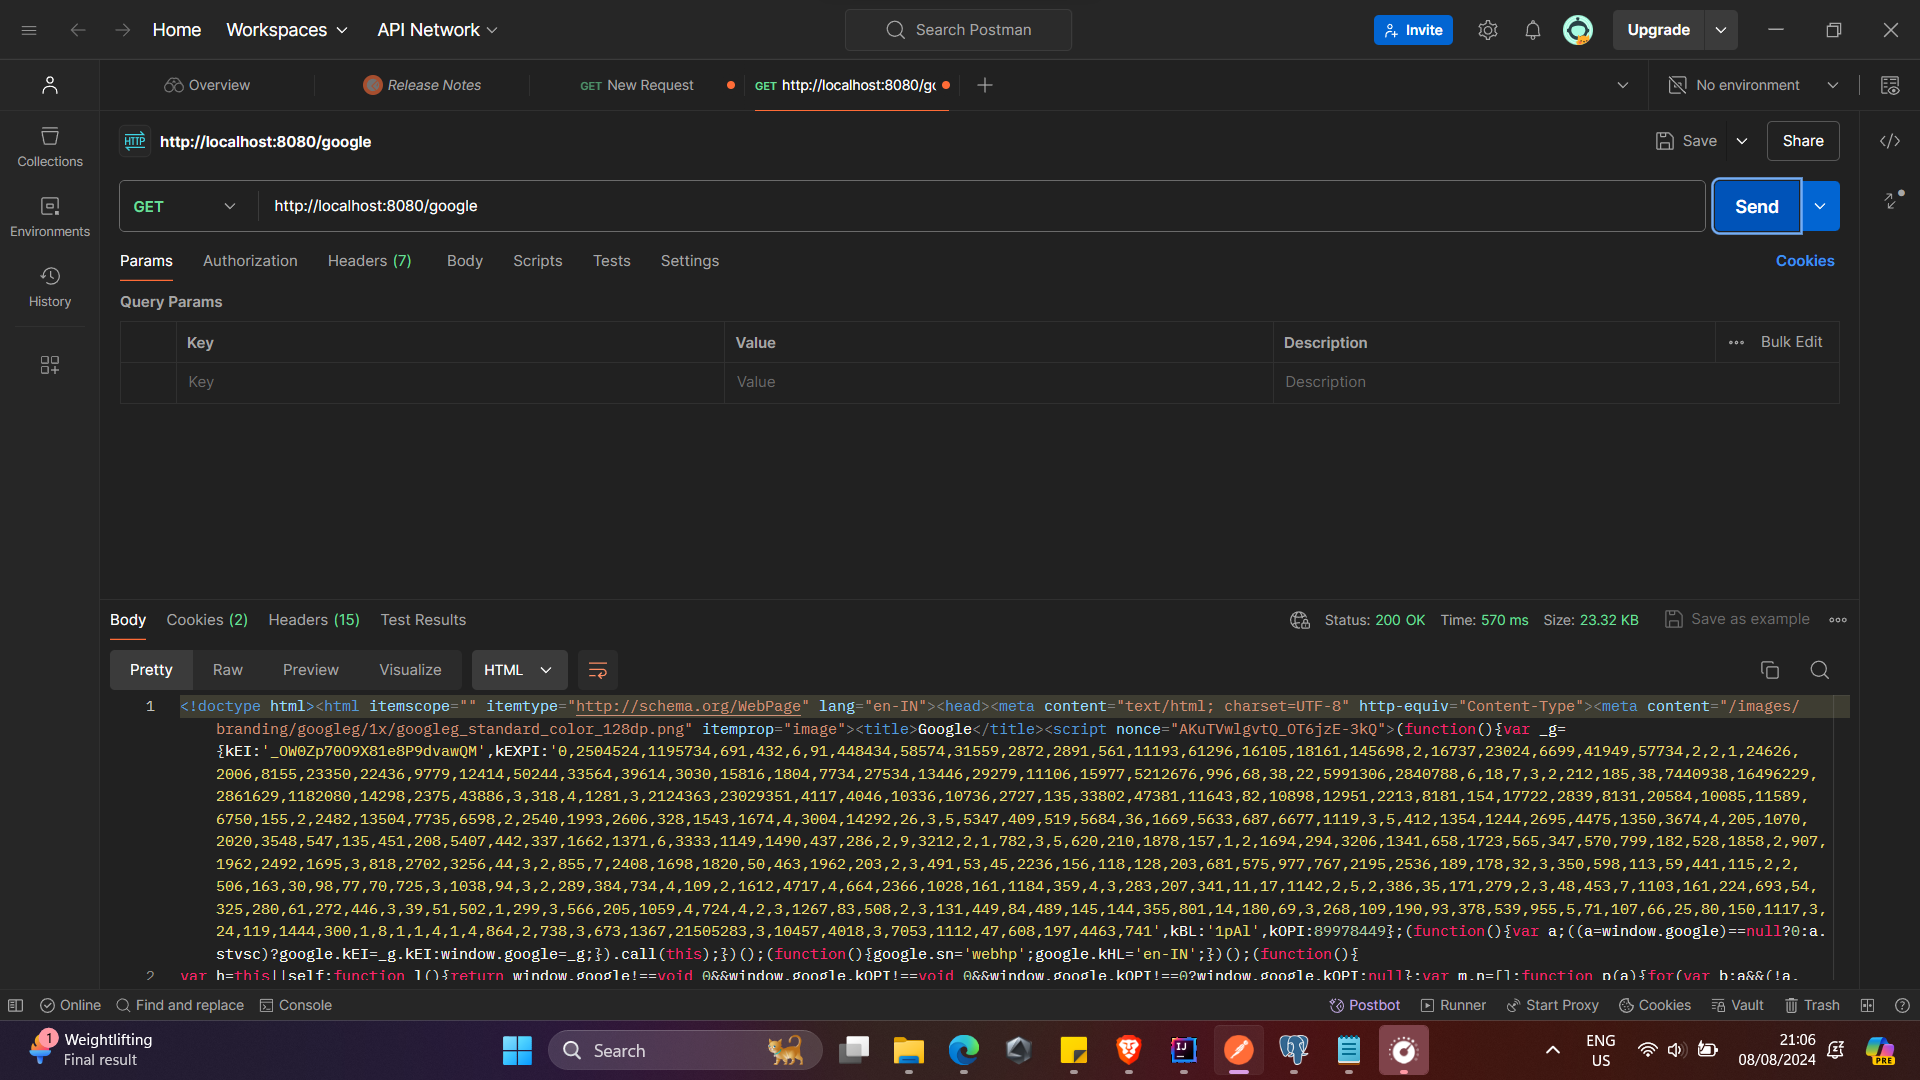 Home Workspaces API Network Search Postman Invite Upgrade
Overview Release Notes GET New Request GET http://localhost:8080/go No environment
HTTP http://localhost:8080/google Save Share
Collections
GET http://localhost:8080/google Send
Environments
Params Authorization Headers (7) Body Scripts Tests Settings Cookies
History
Query Params
Key Value Description Bulk Edit
Key Value Description
Body Cookies (2) Headers (15) Test Results Status: 200 OK Time: 570 ms Size: 23.32 KB Save as example
Pretty Raw Preview Visualize HTML
1 <!doctype html><html itemscope="" itemtype="http://schema.org/WebPage" lang="en-IN"><head><meta content="text/html; charset=UTF-8" http-equiv="Content-Type"><meta content="/images/
branding/googleg/1x/googleg_standard_color_128dp.png" itemprop="image"><title>Google</title><script nonce="AKuTVwlgvtQ_OT6jzE-3kQ">(function(){var _g=
{kEI:'_OW0Zp70O9X81e8P9dvawQM',kEXPI:'0,2504524,1195734,691,432,6,91,448434,58574,31559,2872,2891,561,11193,61296,16105,18161,145698,2,16737,23024,6699,41949,57734,2,2,1,24626,
2006,8155,23350,22436,9779,12414,50244,33564,39614,3030,15816,1804,7734,27534,13446,29279,11106,15977,5212676,996,68,38,22,5991306,2840788,6,18,7,3,2,212,185,38,7440938,16496229,
2861629,1182080,14298,2375,43886,3,318,4,1281,3,2124363,23029351,4117,4046,10336,10736,2727,135,33802,47381,11643,82,10898,12951,2213,8181,154,17722,2839,8131,20584,10085,11589,
6750,155,2,2482,13504,7735,6598,2,2540,1993,2606,328,1543,1674,4,3004,14292,26,3,5,5347,409,519,5684,36,1669,5633,687,6677,1119,3,5,412,1354,1244,2695,4475,1350,3674,4,205,1070,
2020,3548,547,135,451,208,5407,442,337,1662,1371,6,3333,1149,1490,437,286,2,9,3212,2,1,782,3,5,620,210,1878,157,1,2,1694,294,3206,1341,658,1723,565,347,570,799,182,528,1858,2,907,
1962,2492,1695,3,818,2702,3256,44,3,2,855,7,2408,1698,1820,50,463,1962,203,2,3,491,53,45,2236,156,118,128,203,681,575,977,767,2195,2536,189,178,32,3,350,598,113,59,441,115,2,2,
506,163,30,98,77,70,725,3,1038,94,3,2,289,384,734,4,109,2,1612,4717,4,664,2366,1028,161,1184,359,4,3,283,207,341,11,17,1142,2,5,2,386,35,171,279,2,3,48,453,7,1103,161,224,693,54,
325,280,61,272,446,3,39,51,502,1,299,3,566,205,1059,4,724,4,2,3,1267,83,508,2,3,131,449,84,489,145,144,355,801,14,180,69,3,268,109,190,93,378,539,955,5,71,107,66,25,80,150,1117,3,
24,119,1444,300,1,8,1,1,4,1,4,864,2,738,3,673,1367,21505283,3,10457,4018,3,7053,1112,47,608,197,4463,741',kBL:'1pAl',kOPI:89978449};(function(){var a;((a=window.google)==null?0:a.
stvsc)?google.kEI=_g.kEI:window.google=_g;}).call(this);})();(function(){google.sn='webhp';google.kHL='en-IN';})();(function(){
2 var h=this||self;function l(){return window.google!==void 0&&window.google.kOPI!==void 0&&window.google.kOPI!==0?window.google.kOPI:null};var m,n=[];function p(a){for(var b;a&&(!a.
Online Find and replace Console Postbot Runner Start Proxy Cookies Vault Trash
1 Weightlifting
Final result
Search
IJ
ENG
US
21:06
08/08/2024
PRE